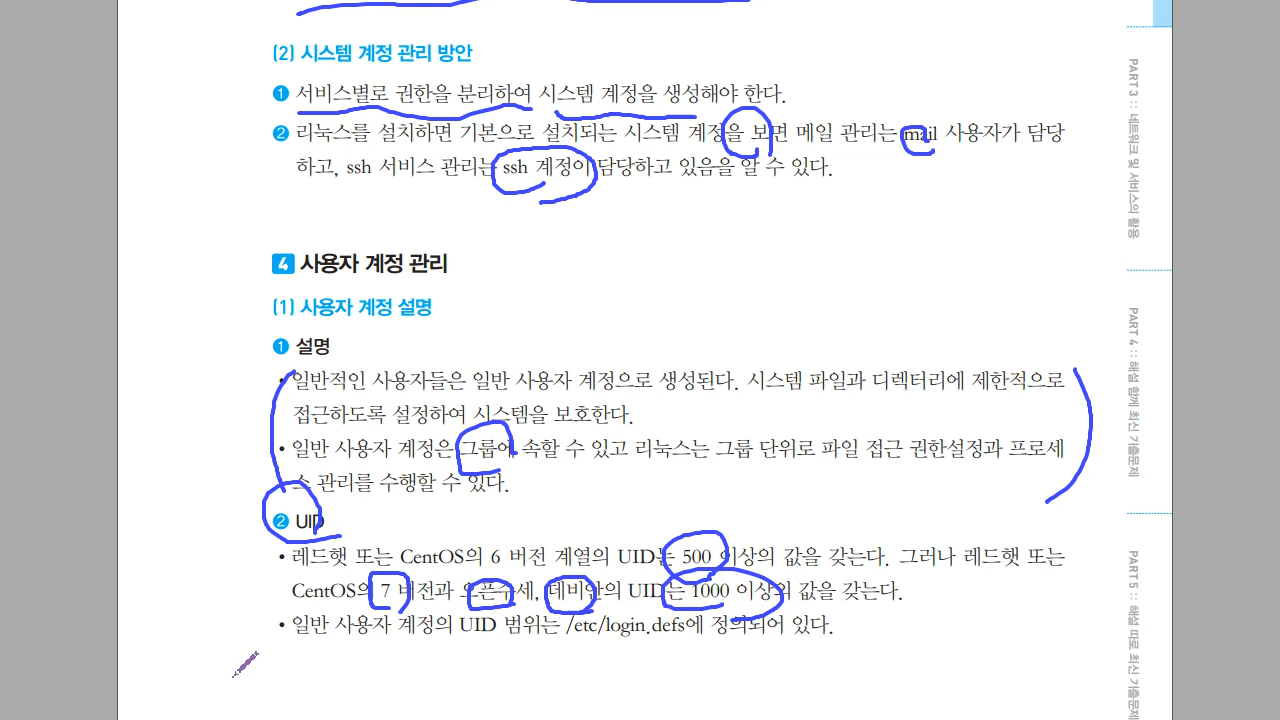 (2) 시스템 계정 관리 방안
❶ 서비스별로 권한을 분리하여 시스템 계정을 생성해야 한다.
❷ 리눅스를 설치하면 기본으로 설치되는 시스템 계정을 보면 메일 관리는 mail 사용자가 담당
하고, ssh 서비스 관리는 ssh 계정이 담당하고 있음을 알 수 있다.
4 사용자 계정 관리
(1) 사용자 계정 설명
❶ 설명
• 일반적인 사용자들은 일반 사용자 계정으로 생성된다. 시스템 파일과 디렉터리에 제한적으로
접근하도록 설정하여 시스템을 보호한다.
• 일반 사용자 계정은 그룹에 속할 수 있고 리눅스는 그룹 단위로 파일 접근 권한설정과 프로세
스 관리를 수행할 수 있다.
❷ UID
• 레드햇 또는 CentOS의 6 버전 계열의 UID는 500 이상의 값을 갖는다. 그러나 레드햇 또는
CentOS의 7 버전과 오픈수세, 데비안의 UID는 1000 이상의 값을 갖는다.
• 일반 사용자 계정의 UID 범위는 /etc/login.defs에 정의되어 있다.
PART 3 :: 네트워크 및 서비스의 활용
PART 4 :: 해설 함께 최신 기출문제
PART 5 :: 해설 따로 최신 기출문제